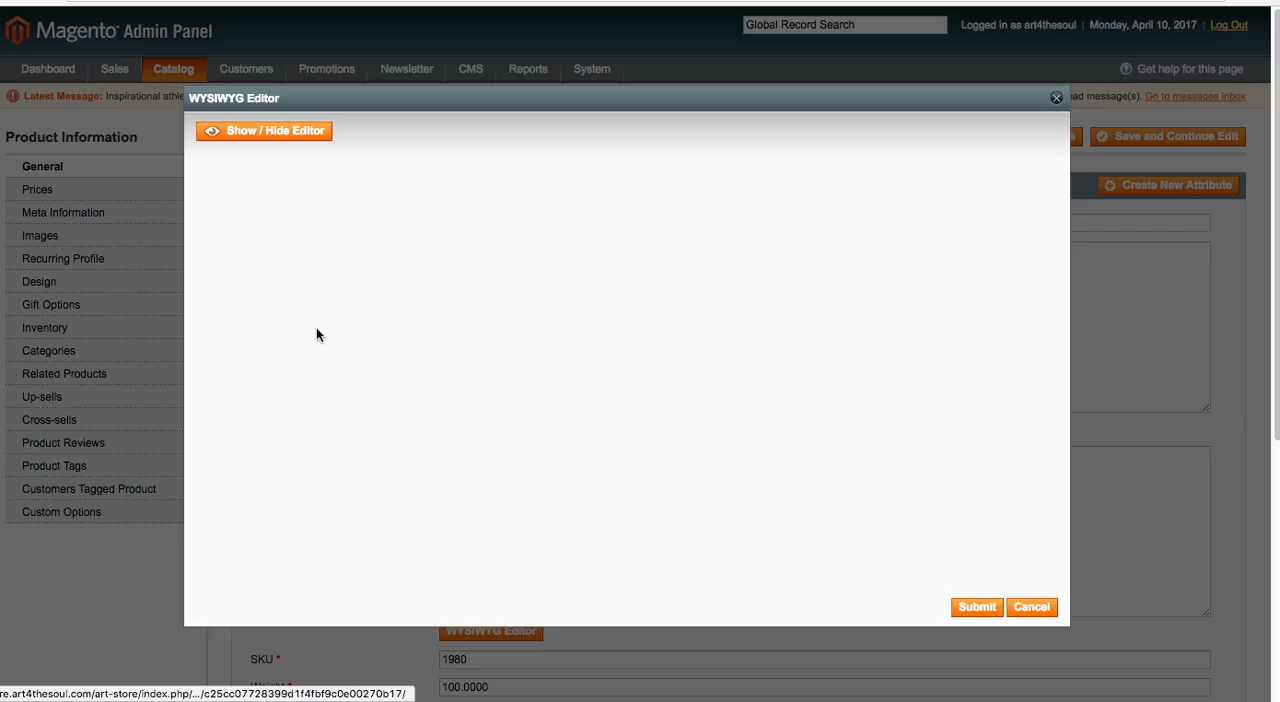 Magento Admin Panel
Global Record Search
Logged in as art4thesoul | Monday, April 10, 2017 | Log Out
Dashboard Sales Catalog Customers Promotions Newsletter CMS Reports System
Get help for this page
Latest Message: Inspirational
message(s). Go to messages inbox
WYSIWYG Editor
Show / Hide Editor
Product Information
Save and Continue Edit
General
Create New Attribute
Prices
Meta Information
Images
Recurring Profile
Design
Gift Options
Inventory
Categories
Related Products
Up-sells
Cross-sells
Product Reviews
Product Tags
Customers Tagged Product
Custom Options
Submit Cancel
WYSIWYG Editor
SKU * 1980
Weight * 100.0000
re.art4thesoul.com/art-store/index.php/.../c25cc07728399d1f4fbf9c0e00270b17/